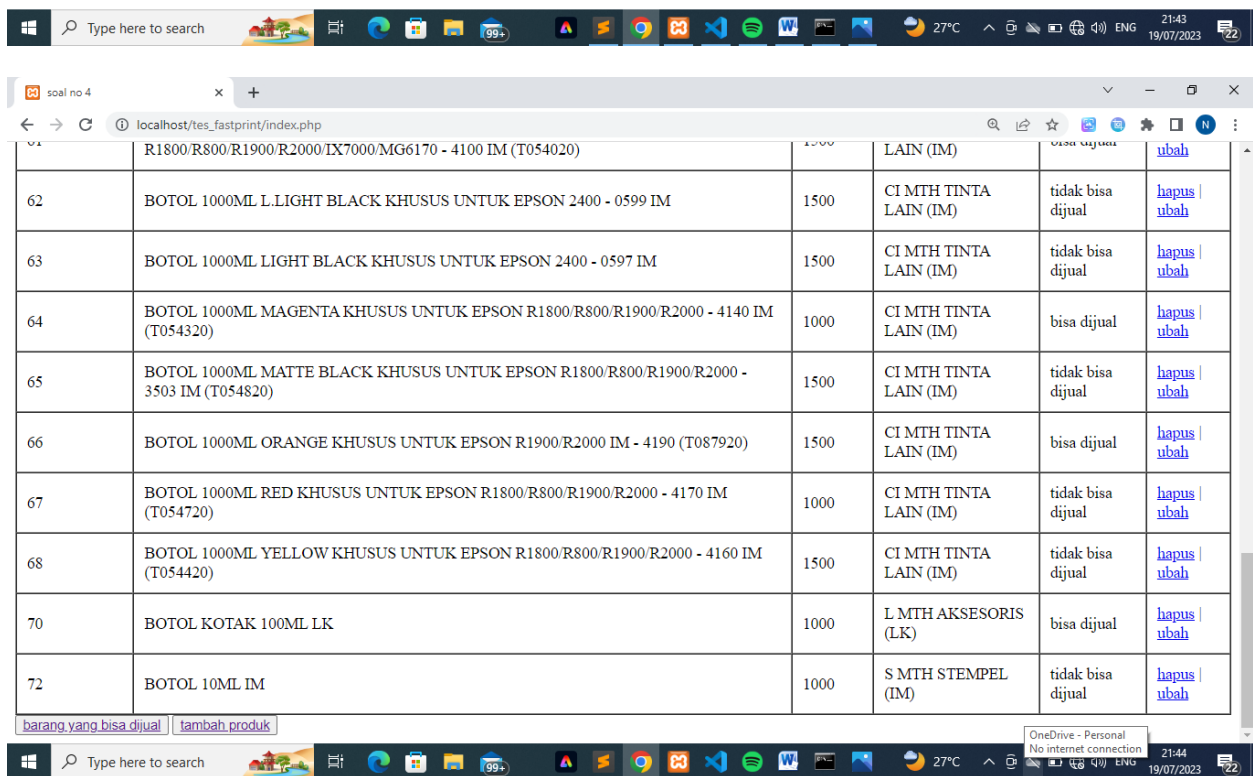 Type here to search
99+
27°C
ENG
21:43
19/07/2023
22
soal no 4
localhost/tes_fastprint/index.php
N
R1800/R800/R1900/R2000/IX7000/MG6170 - 4100 IM (T054020)
LAIN (IM)
ubah
62
BOTOL 1000ML L.LIGHT BLACK KHUSUS UNTUK EPSON 2400 - 0599 IM
1500
CI MTH TINTA
LAIN (IM)
tidak bisa
dijual
hapus |
ubah
63
BOTOL 1000ML LIGHT BLACK KHUSUS UNTUK EPSON 2400 - 0597 IM
1500
CI MTH TINTA
LAIN (IM)
tidak bisa
dijual
hapus |
ubah
64
BOTOL 1000ML MAGENTA KHUSUS UNTUK EPSON R1800/R800/R1900/R2000 - 4140 IM
(T054320)
1000
CI MTH TINTA
LAIN (IM)
bisa dijual
hapus |
ubah
65
BOTOL 1000ML MATTE BLACK KHUSUS UNTUK EPSON R1800/R800/R1900/R2000 -
3503 IM (T054820)
1500
CI MTH TINTA
LAIN (IM)
tidak bisa
dijual
hapus |
ubah
66
BOTOL 1000ML ORANGE KHUSUS UNTUK EPSON R1900/R2000 IM - 4190 (T087920)
1500
CI MTH TINTA
LAIN (IM)
bisa dijual
hapus |
ubah
67
BOTOL 1000ML RED KHUSUS UNTUK EPSON R1800/R800/R1900/R2000 - 4170 IM
(T054720)
1000
CI MTH TINTA
LAIN (IM)
tidak bisa
dijual
hapus |
ubah
68
BOTOL 1000ML YELLOW KHUSUS UNTUK EPSON R1800/R800/R1900/R2000 - 4160 IM
(T054420)
1500
CI MTH TINTA
LAIN (IM)
tidak bisa
dijual
hapus |
ubah
70
BOTOL KOTAK 100ML LK
1000
L MTH AKSESORIS
(LK)
bisa dijual
hapus |
ubah
72
BOTOL 10ML IM
1000
S MTH STEMPEL
(IM)
tidak bisa
dijual
hapus |
ubah
barang yang bisa dijual
tambah produk
OneDrive - Personal
No internet connection
Type here to search
99+
27°C
ENG
21:44
19/07/2023
22